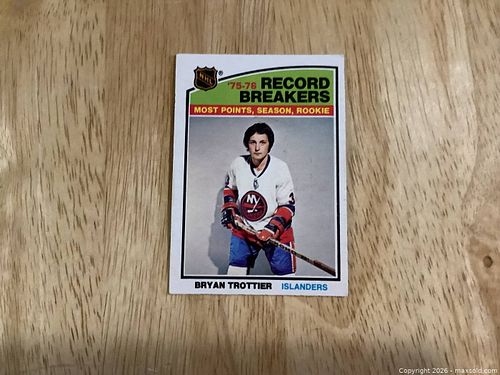 NHL
®
'75-76 RECORD
BREAKERS
MOST POINTS, SEASON, ROOKIE
NY
BRYAN TROTTIER ISLANDERS
Copyright 2026 - maxsold.com